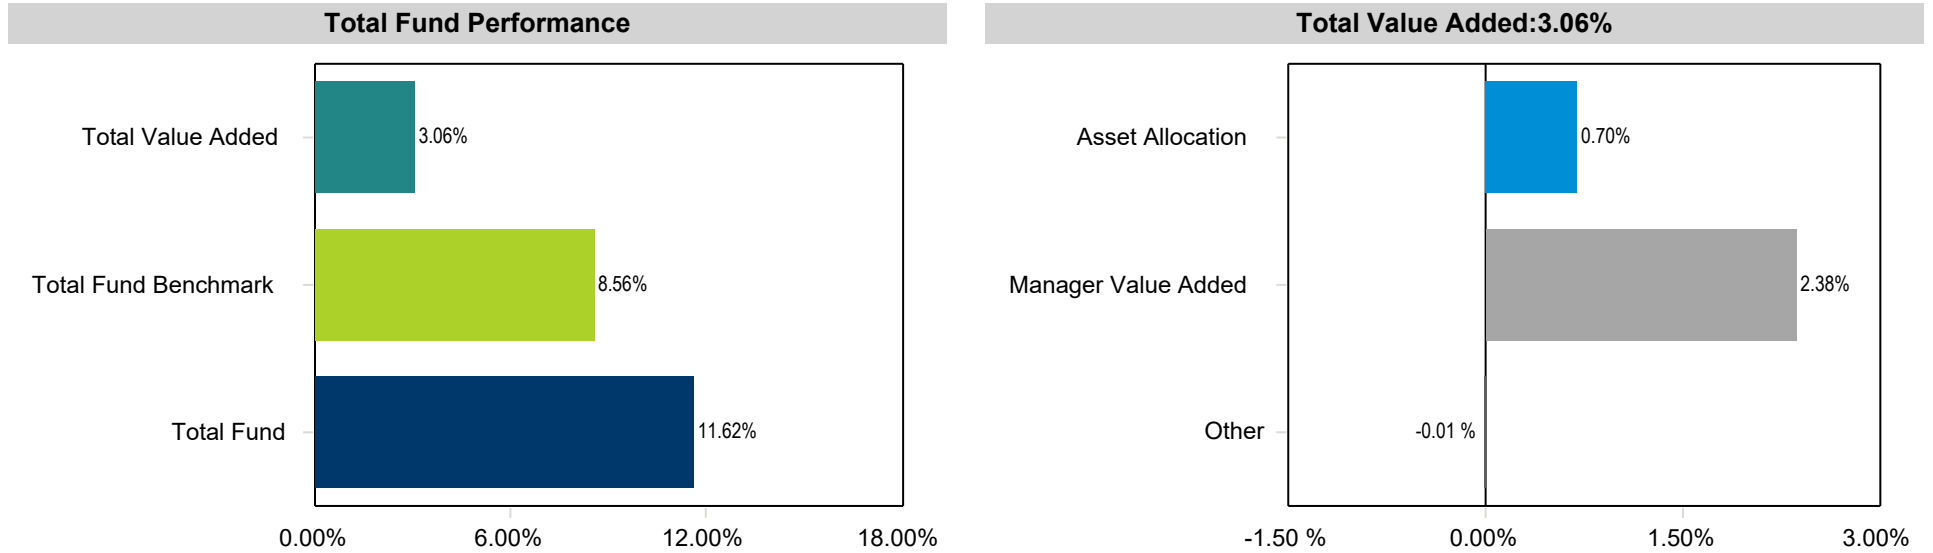 Total Fund Performance
Total Value Added
3.06%
Total Fund Benchmark
8.56%
Total Fund
11.62%
0.00%
6.00%
12.00%
18.00%
Total Value Added:3.06%
Asset Allocation
0.70%
Manager Value Added
2.38%
Other
-0.01 %
-1.50 %
0.00%
1.50%
3.00%